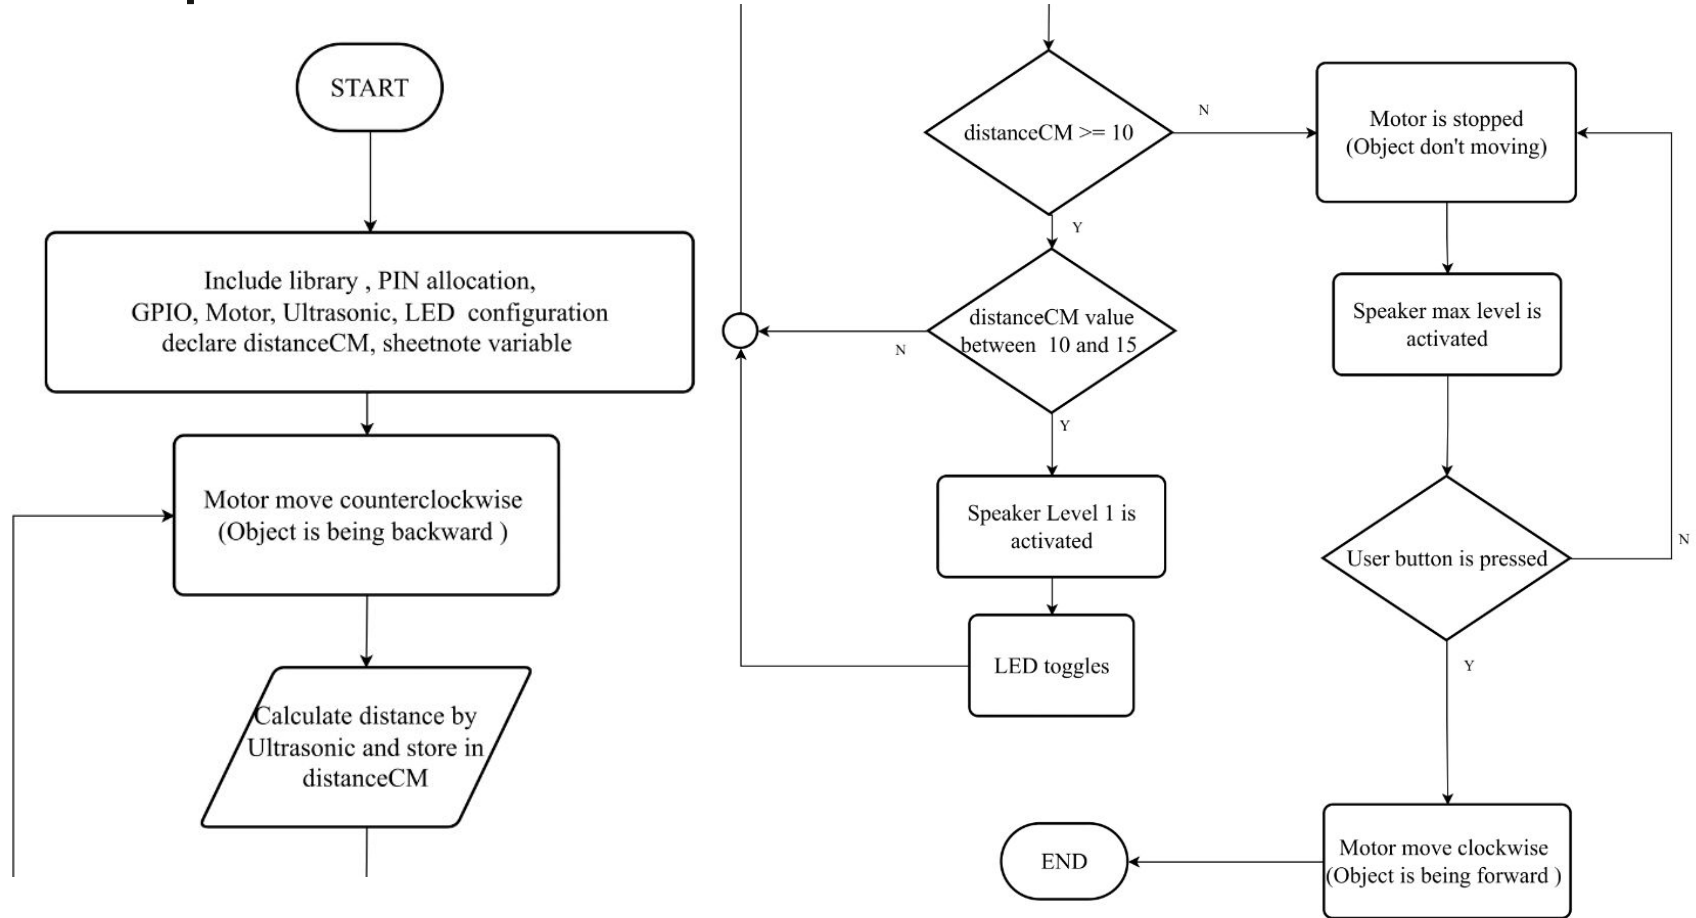 START
Include library , PIN allocation,
GPIO, Motor, Ultrasonic, LED  configuration
declare distanceCM, sheetnote variable
Motor move counterclockwise
(Object is being backward )
Calculate distance by
Ultrasonic and store in
distanceCM
distanceCM >= 10
N
Y
distanceCM value
between  10 and 15
N
Y
Speaker Level 1 is
activated
LED toggles
Motor is stopped
(Object don't moving)
Speaker max level is
activated
User button is pressed
N
Y
Motor move clockwise
(Object is being forward )
END